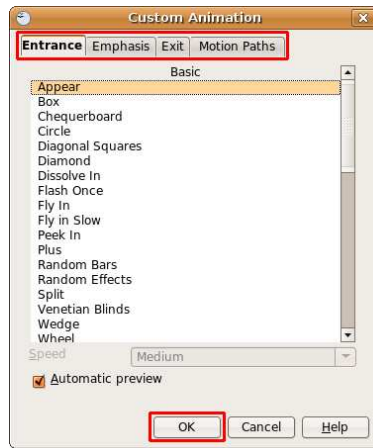 Custom Animation
Entrance Emphasis Exit Motion Paths
Basic
Appear
Box
Chequerboard
Circle
Diagonal Squares
Diamond
Dissolve In
Flash Once
Fly In
Fly in Slow
Peek In
Plus
Random Bars
Random Effects
Split
Venetian Blinds
Wedge
Wheel
Speed Medium
Automatic preview
OK Cancel Help